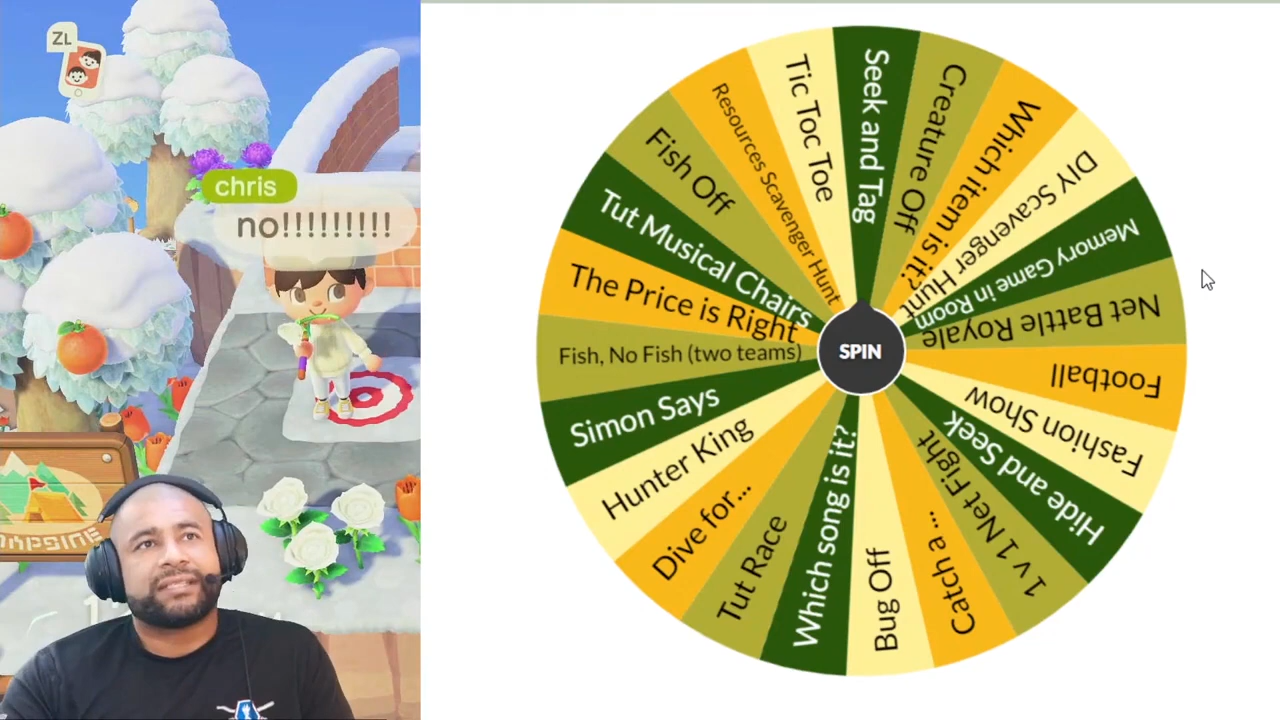 ZL
chris
no!!!!!!!!!
Seek and Tag
Creature Off
Which item is it?
DIY Scavenger Hunt
Memory Game in Room
Net Battle Royale
Football
Fashion Show
Hide and Seek
1 v 1 Net Fight
Catch a...
Bug Off
Which song is it?
Tut Race
Dive for...
Hunter King
Simon Says
Fish, No Fish (two teams)
The Price is Right
Tut Musical Chairs
Fish Off
Resources Scavenger Hunt
Tic Toc Toe
SPIN